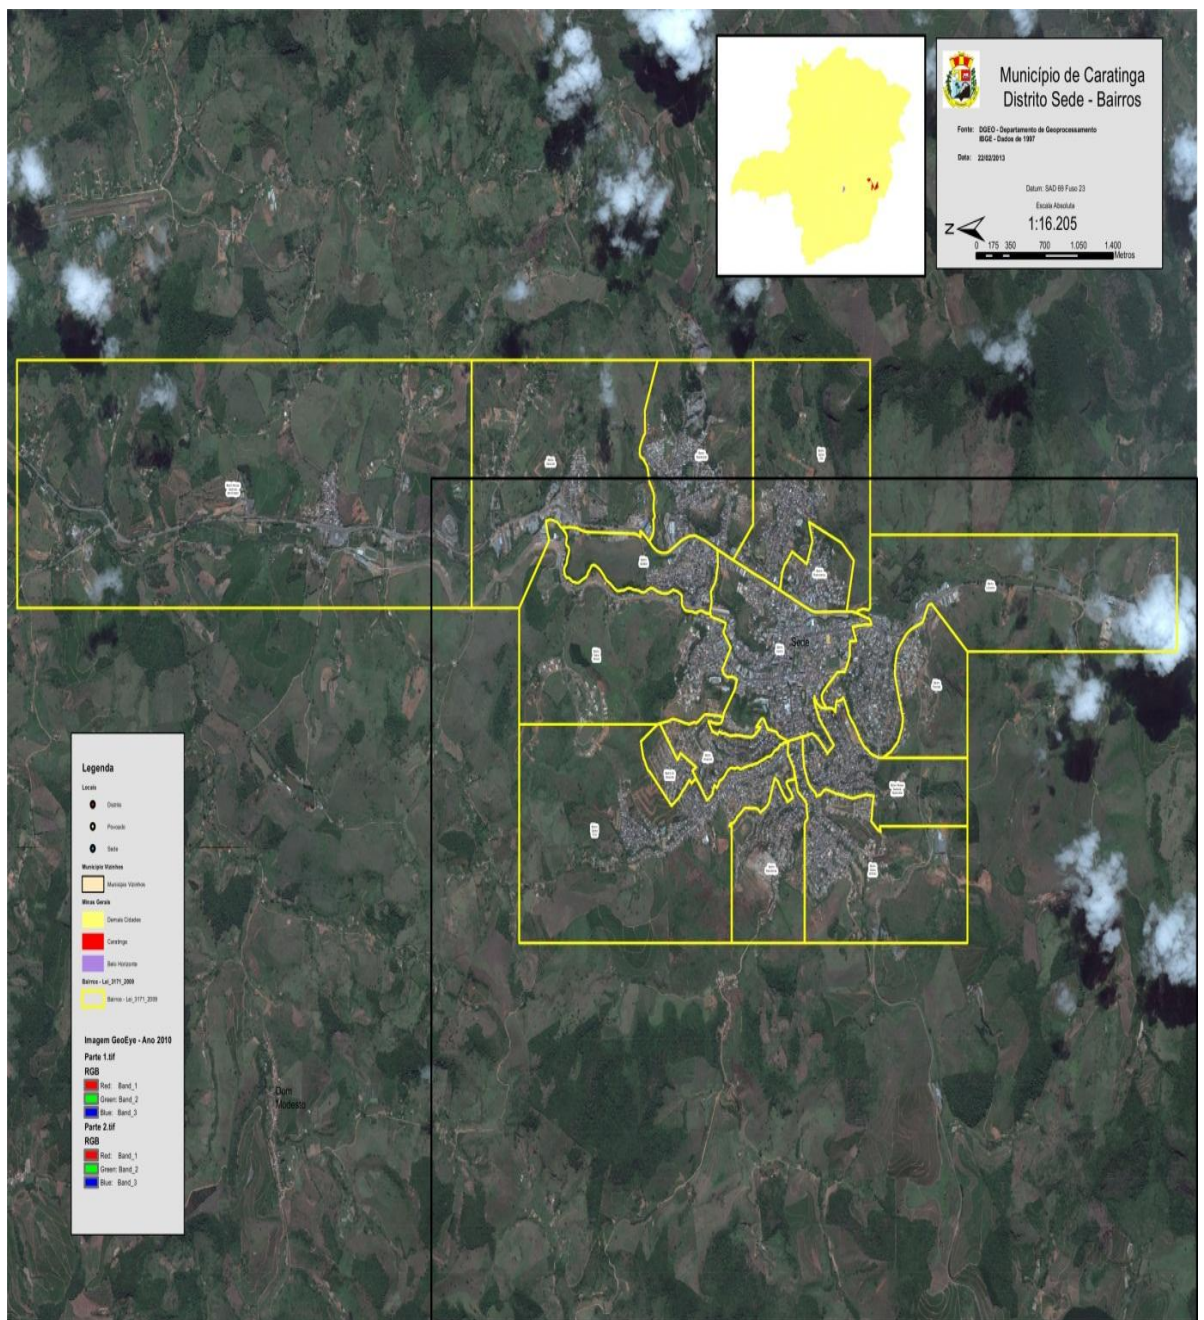 Município de Caratinga
Distrito Sede - Bairros
Fonte: DGEO - Departamento de Geoprocessamento
IBGE - Dados de 1997
Data: 22/02/2013
Datum: SAD 69 Fuso 23
Escala Absoluta
1:16.205
N
0 175 350 700 1.050 1.400
Metros
Sede
Legenda
Locais
Distrito
Povoado
Sede
Município Vizinhos
Município Vizinhos
Minas Gerais
Demais Cidades
Caratinga
Belo Horizonte
Bairros - Lei_3171_2009
Bairros - Lei_3171_2009
Imagem GeoEye - Ano 2010
Parte 1.tif
RGB
Red: Band_1
Green: Band_2
Blue: Band_3
Parte 2.tif
RGB
Red: Band_1
Green: Band_2
Blue: Band_3
Dom
Modesto